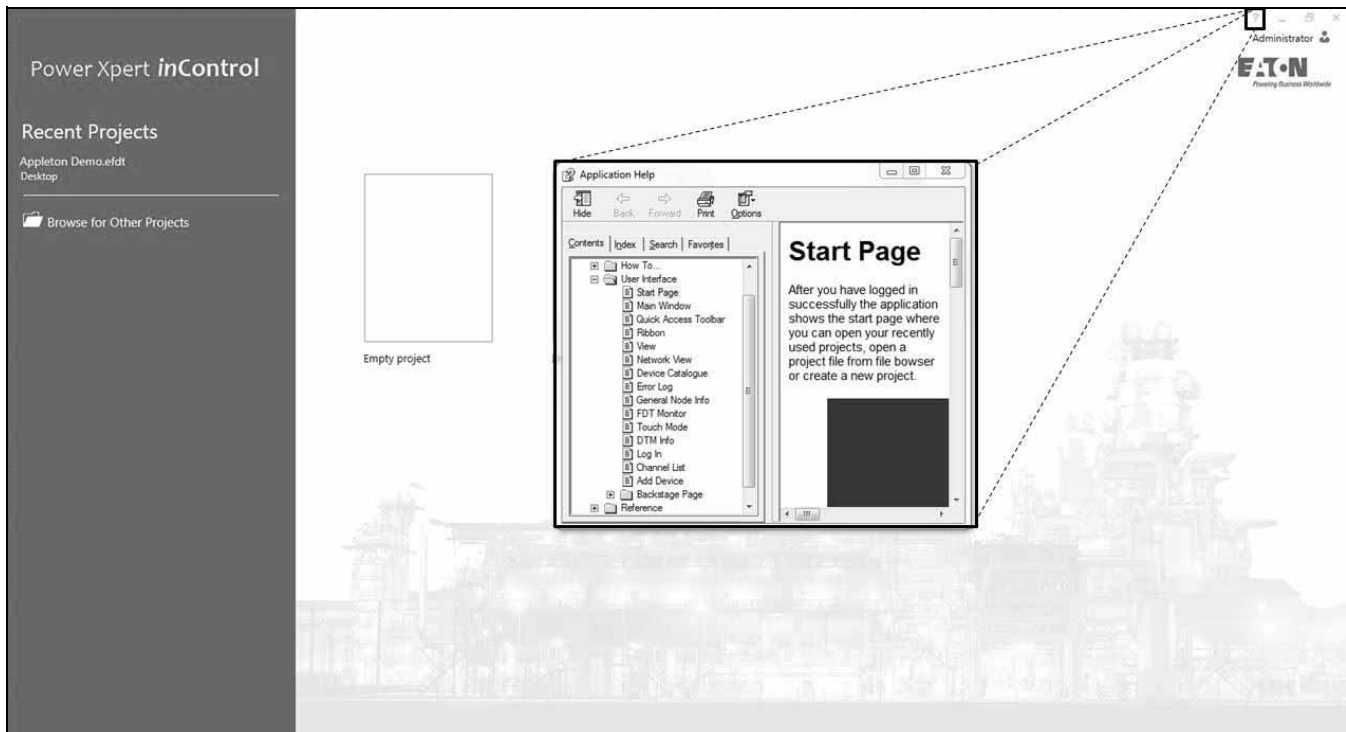 ?
Administrator
EATON
Powering Business Worldwide
Power Xpert inControl
Recent Projects
Appleton Demo.efdt
Desktop
Browse for Other Projects
Empty project
Application Help
Hide
Back
Forward
Print
Options
Contents
Index
Search
Favorites
How To...
User Interface
Start Page
Main Window
Quick Access Toolbar
Ribbon
View
Network View
Device Catalogue
Error Log
General Node Info
FDT Monitor
Touch Mode
DTM Info
Log In
Channel List
Add Device
Backstage Page
Reference
Start Page
After you have logged in
successfully the application
shows the start page where
you can open your recently
used projects, open a
project file from file bowser
or create a new project.